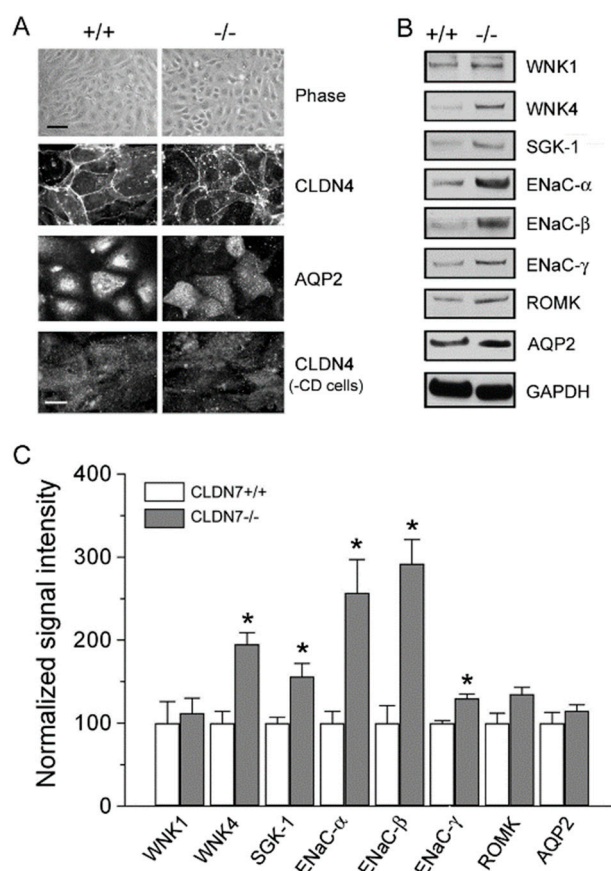 A
+/+ -/-
Phase
CLDN4
AQP2
CLDN4
(-CD cells)
B
+/+ -/-
WNK1
WNK4
SGK-1
ENaC-α
ENaC-β
ENaC-γ
ROMK
AQP2
GAPDH
C
Normalized signal intensity
400
300
200
100
0
CLDN7+/+
CLDN7-/-
* * * * *
WNK1 WNK4 SGK-1 ENaC-α ENaC-β ENaC-γ ROMK AQP2